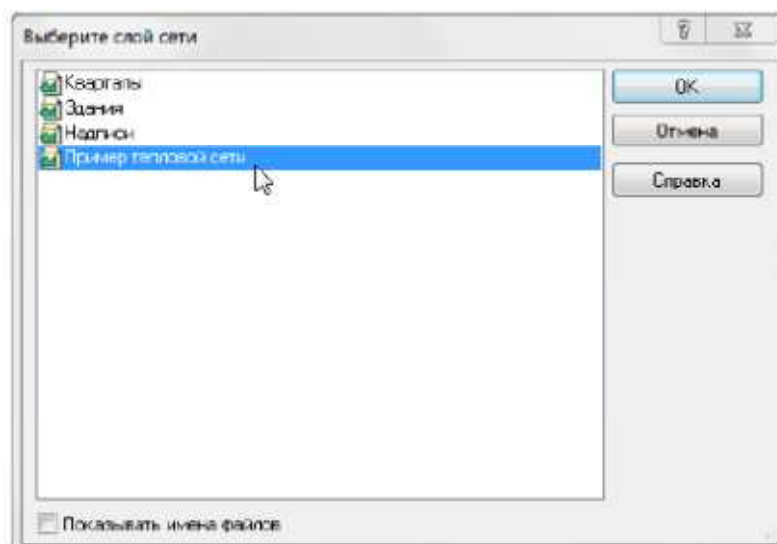 Выберите слой сети
Кварталы
Здания
Надписи
Пример тепловой сети
OK
Отмена
Справка
Показывать имена файлов